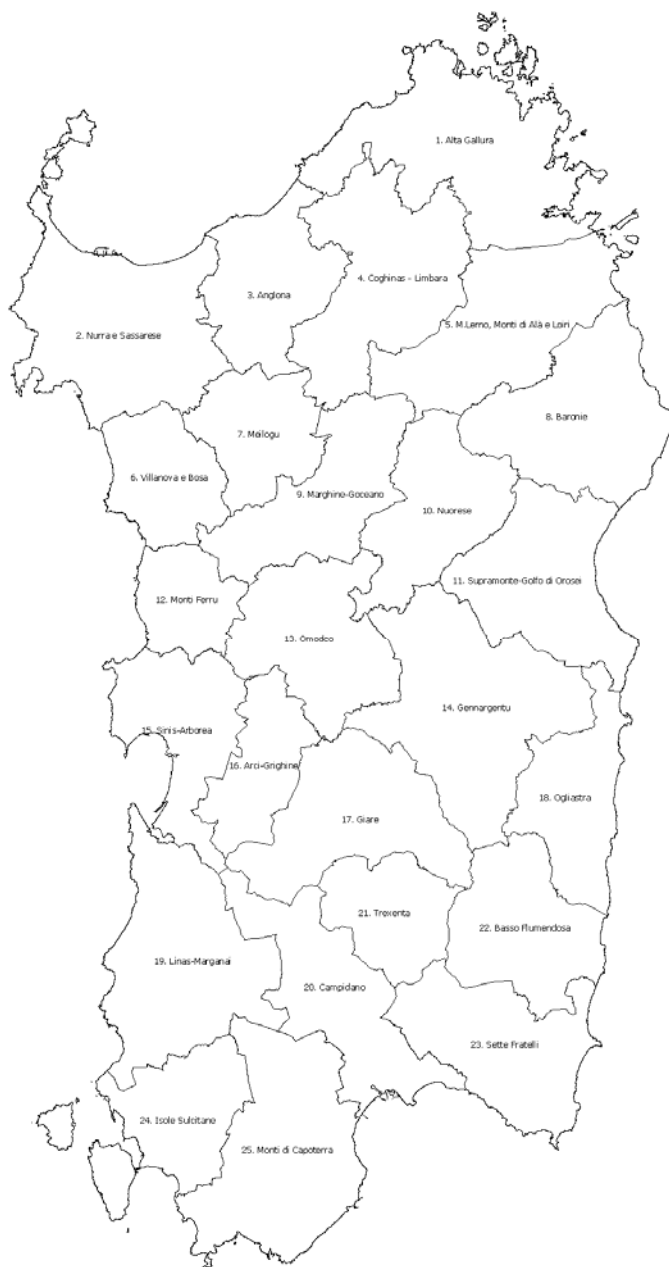 1. Alta Gallura
2. Nurra e Sassarese
3. Anglona
4. Coghinas - Limbara
5. M.Lerno, Monti di Alà e Loiri
6. Villanova e Bosa
7. Meilogu
8. Baronie
9. Marghine-Goceano
10. Nuorese
11. Supramonte-Golfo di Orosei
12. Monti Ferru
13. Omodeo
14. Gennargentu
15. Sinis-Arborea
16. Arci-Grighine
17. Giare
18. Ogliastra
19. Linas-Marganai
20. Campidano
21. Trexenta
22. Basso Flumendosa
23. Sette Fratelli
24. Isole Sulcitane
25. Monti di Capoterra